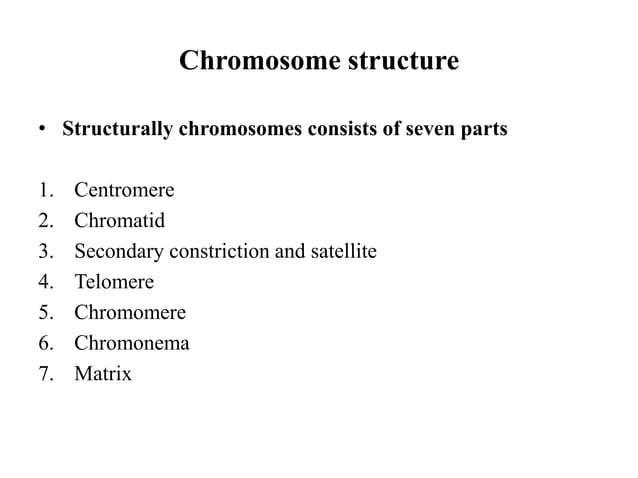 Chromosome structure
• Structurally chromosomes consists of seven parts
1. Centromere
2. Chromatid
3. Secondary constriction and satellite
4. Telomere
5. Chromomere
6. Chromonema
7. Matrix